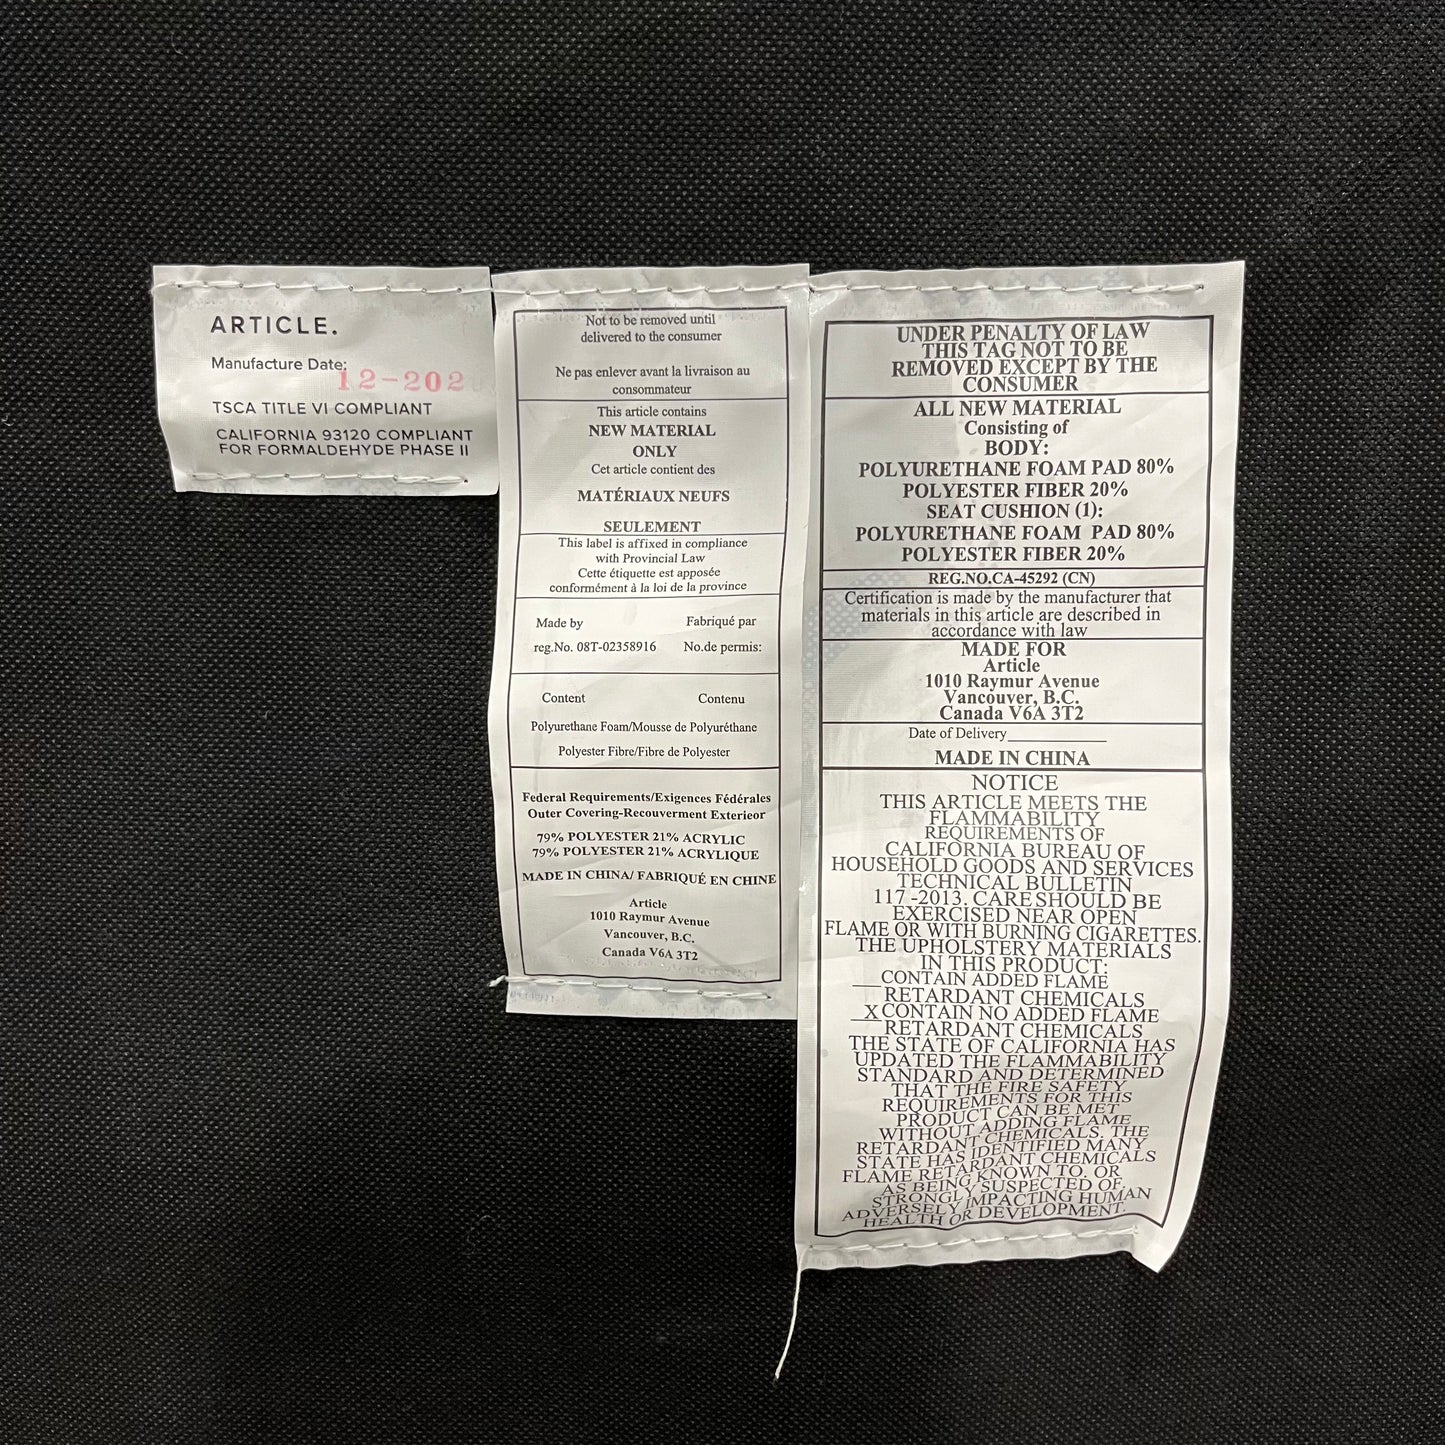 ARTICLE.
Manufacture Date:
12-202
TSCA TITLE VI COMPLIANT
CALIFORNIA 93120 COMPLIANT
FOR FORMALDEHYDE PHASE II
Not to be removed until
delivered to the consumer
Ne pas enlever avant la livraison au
consommateur
This article contains
NEW MATERIAL
ONLY
Cet article contient des
MATÉRIAUX NEUFS
SEULEMENT
This label is affixed in compliance
with Provincial Law
Cette étiquette est apposée
conformément à la loi de la province
Made by Fabriqué par
reg.No. 08T-02358916 No.de permis:
Content Contenu
Polyurethane Foam/Mousse de Polyuréthane
Polyester Fibre/Fibre de Polyester
Federal Requirements/Exigences Fédérales
Outer Covering-Recouverment Exterieor
79% POLYESTER 21% ACRYLIC
79% POLYESTER 21% ACRYLIQUE
MADE IN CHINA/ FABRIQUÉ EN CHINE
Article
1010 Raymur Avenue
Vancouver, B.C.
Canada V6A 3T2
UNDER PENALTY OF LAW
THIS TAG NOT TO BE
REMOVED EXCEPT BY THE
CONSUMER
ALL NEW MATERIAL
Consisting of
BODY:
POLYURETHANE FOAM PAD 80%
POLYESTER FIBER 20%
SEAT CUSHION (1):
POLYURETHANE FOAM PAD 80%
POLYESTER FIBER 20%
REG.NO.CA-45292 (CN)
Certification is made by the manufacturer that
materials in this article are described in
accordance with law
MADE FOR
Article
1010 Raymur Avenue
Vancouver, B.C.
Canada V6A 3T2
Date of Delivery____________
MADE IN CHINA
NOTICE
THIS ARTICLE MEETS THE
FLAMMABILITY
REQUIREMENTS OF
CALIFORNIA BUREAU OF
HOUSEHOLD GOODS AND SERVICES
TECHNICAL BULLETIN
117 -2013. CARE SHOULD BE
EXERCISED NEAR OPEN
FLAME OR WITH BURNING CIGARETTES.
THE UPHOLSTERY MATERIALS
IN THIS PRODUCT:
___CONTAIN ADDED FLAME
RETARDANT CHEMICALS
_X CONTAIN NO ADDED FLAME
RETARDANT CHEMICALS
THE STATE OF CALIFORNIA HAS
UPDATED THE FLAMMABILITY
STANDARD AND DETERMINED
THAT THE FIRE SAFETY
REQUIREMENTS FOR THIS
PRODUCT CAN BE MET
WITHOUT ADDING FLAME
RETARDANT CHEMICALS. THE
STATE HAS IDENTIFIED MANY
FLAME RETARDANT CHEMICALS
AS BEING KNOWN TO, OR
STRONGLY SUSPECTED OF,
ADVERSELY IMPACTING HUMAN
HEALTH OR DEVELOPMENT.